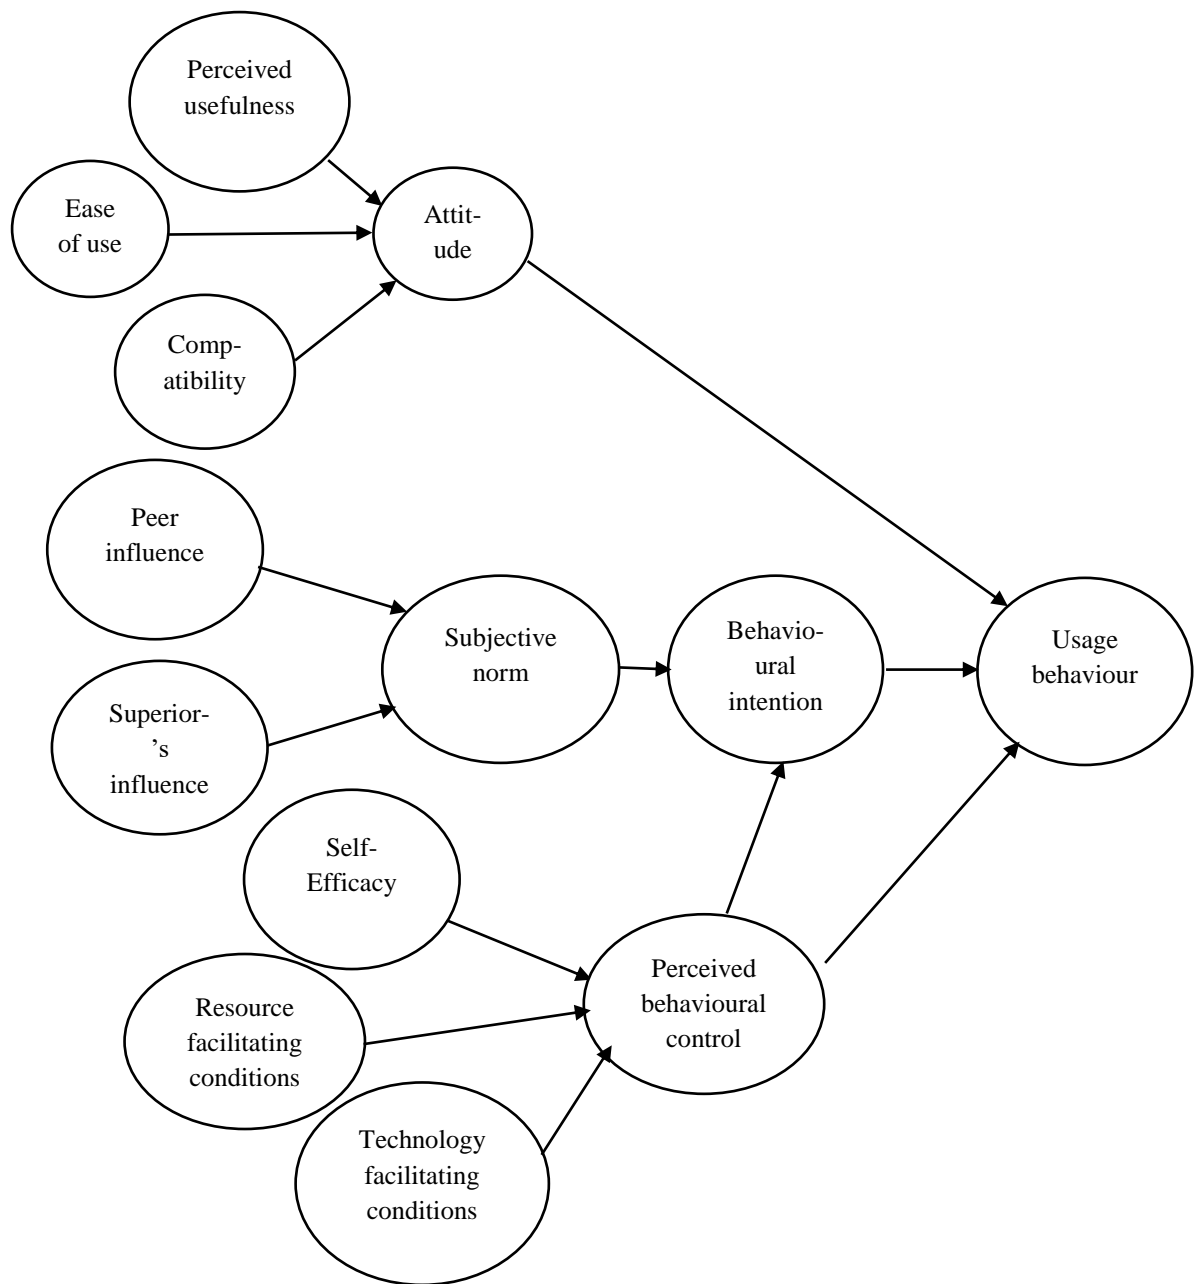 Perceived
usefulness
Ease
of use
Attit-
ude
Comp-
atibility
Peer
influence
Subjective
norm
Behavio-
ural
intention
Usage
behaviour
Superior-
’s
influence
Self-
Efficacy
Perceived
behavioural
control
Resource
facilitating
conditions
Technology
facilitating
conditions